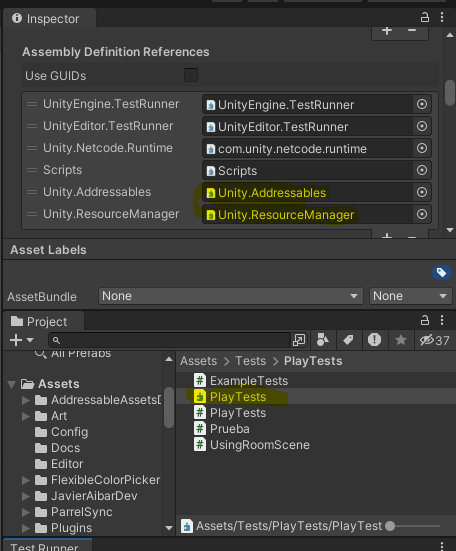 Inspector
Assembly Definition References
Use GUIDs
UnityEngine.TestRunner UnityEngine.TestRunner
UnityEditor.TestRunner UnityEditor.TestRunner
Unity.Netcode.Runtime com.unity.netcode.runtime
Scripts Scripts
Unity.Addressables Unity.Addressables
Unity.ResourceManager Unity.ResourceManager
Asset Labels
AssetBundle None None
Project
37
All Prefabs
Assets > Tests > PlayTests
Assets
AddressableAssetsD
Art
Config
Docs
Editor
FlexibleColorPicker
JavierAibarDev
ParrelSync
Plugins
ExampleTests
PlayTests
PlayTests
Prueba
UsingRoomScene
Assets/Tests/PlayTests/PlayTest
Test Runner